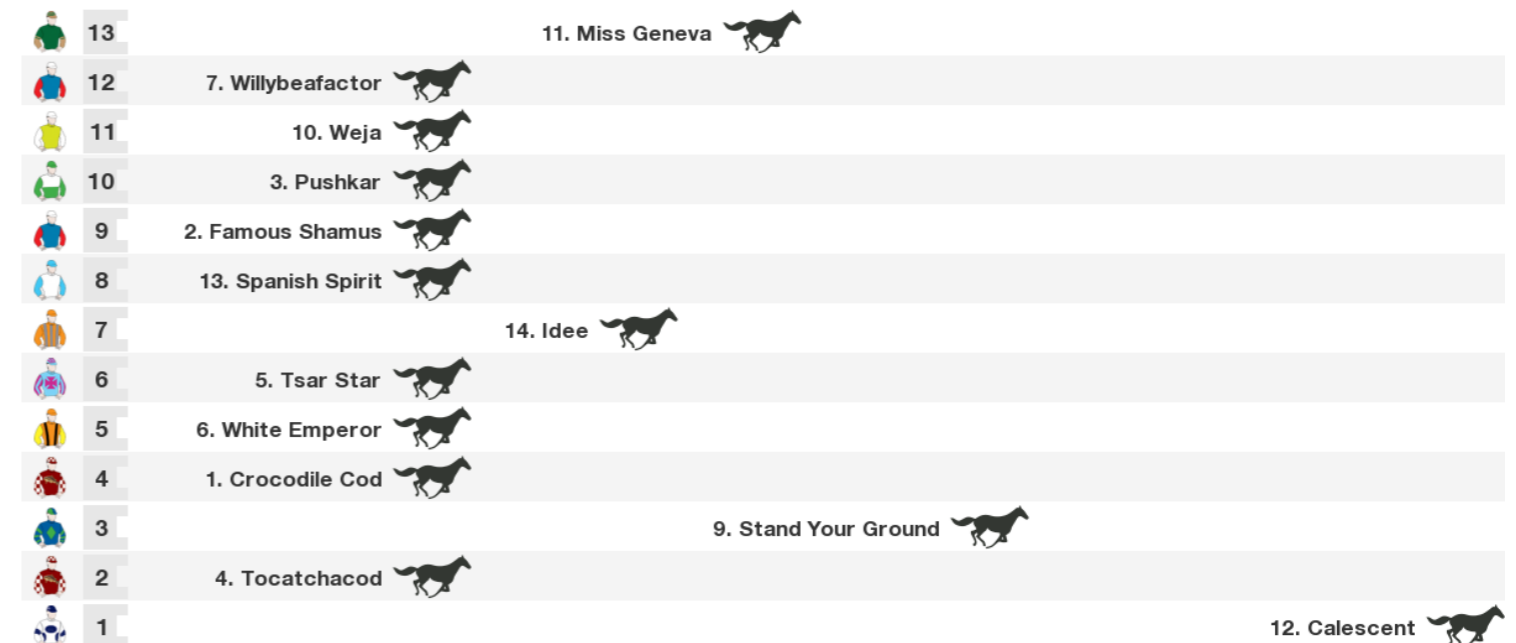 13 11. Miss Geneva
12 7. Willybeafactor
11 10. Weja
10 3. Pushkar
9 2. Famous Shamus
8 13. Spanish Spirit
7 14. Idee
6 5. Tsar Star
5 6. White Emperor
4 1. Crocodile Cod
3 9. Stand Your Ground
2 4. Tocatchacod
1 12. Calescent